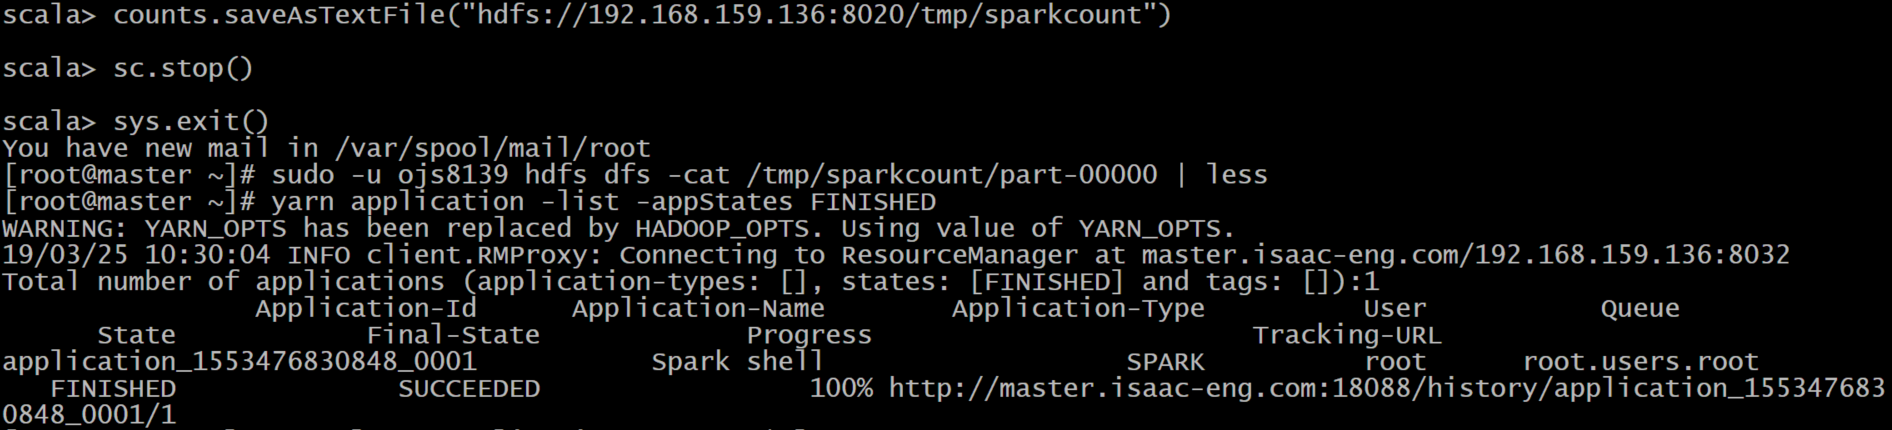 scala> counts.saveAsTextFile("hdfs://192.168.159.136:8020/tmp/sparkcount")
scala> sc.stop()
scala> sys.exit()
You have new mail in /var/spool/mail/root
[root@master ~]# sudo -u ojs8139 hdfs dfs -cat /tmp/sparkcount/part-00000 | less
[root@master ~]# yarn application -list -appStates FINISHED
WARNING: YARN_OPTS has been replaced by HADOOP_OPTS. Using value of YARN_OPTS.
19/03/25 10:30:04 INFO client.RMProxy: Connecting to ResourceManager at master.isaac-eng.com/192.168.159.136:8032
Total number of applications (application-types: [], states: [FINISHED] and tags: []):1
Application-Id Application-Name Application-Type User Queue
State Final-State Progress Tracking-URL
application_1553476830848_0001 Spark shell SPARK root root.users.root
FINISHED SUCCEEDED 100% http://master.isaac-eng.com:18088/history/application_155347683
0848_0001/1